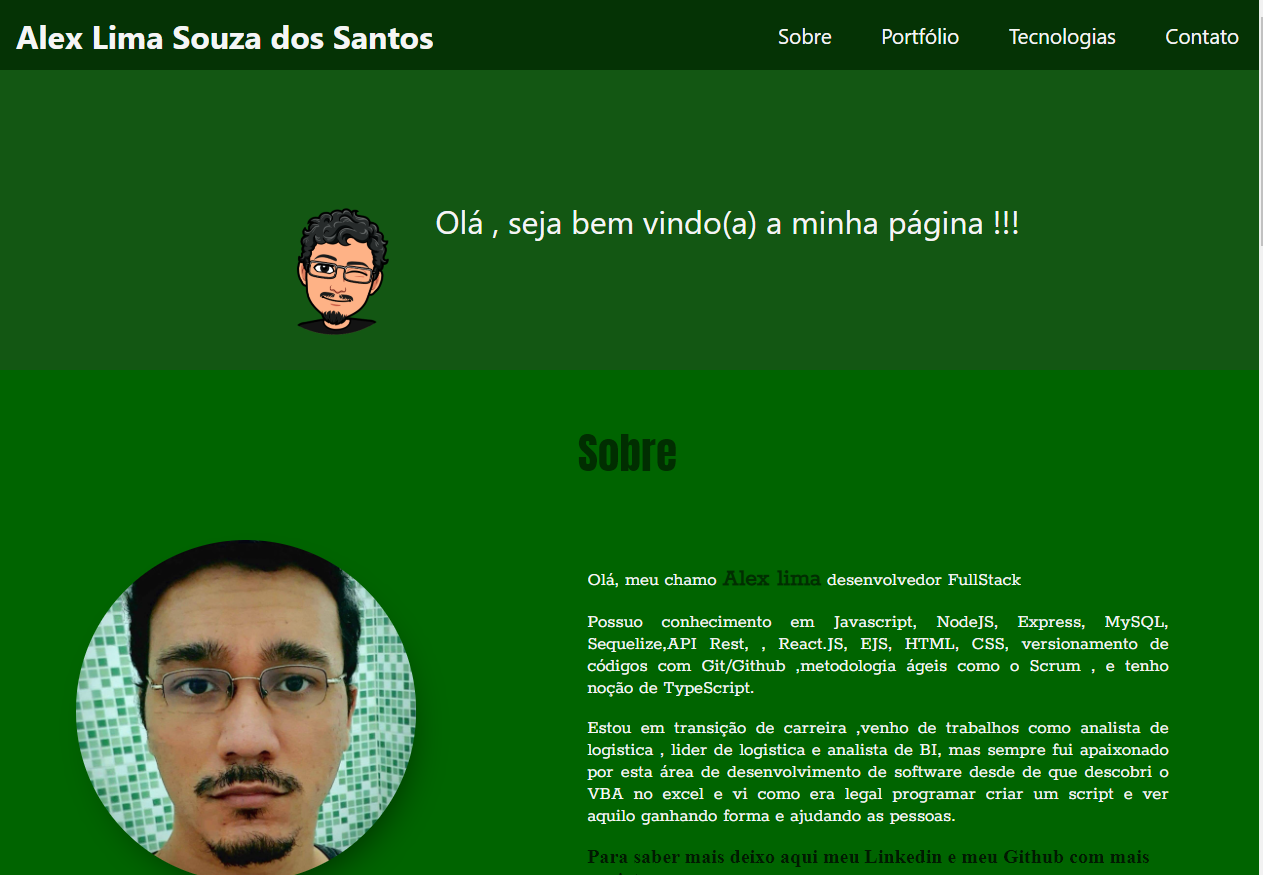 Alex Lima Souza dos Santos
Sobre Portfólio Tecnologias Contato
Olá , seja bem vindo(a) a minha página !!!
Sobre
Olá, meu chamo Alex lima desenvolvedor FullStack
Possuo conhecimento em Javascript, NodeJS, Express, MySQL,
Sequelize,API Rest, , React.JS, EJS, HTML, CSS, versionamento de
códigos com Git/Github ,metodologia ágeis como o Scrum , e tenho
noção de TypeScript.
Estou em transição de carreira ,venho de trabalhos como analista de
logistica , lider de logistica e analista de BI, mas sempre fui apaixonado
por esta área de desenvolvimento de software desde de que descobri o
VBA no excel e vi como era legal programar criar um script e ver
aquilo ganhando forma e ajudando as pessoas.
Para saber mais deixo aqui meu Linkedin e meu Github com mais